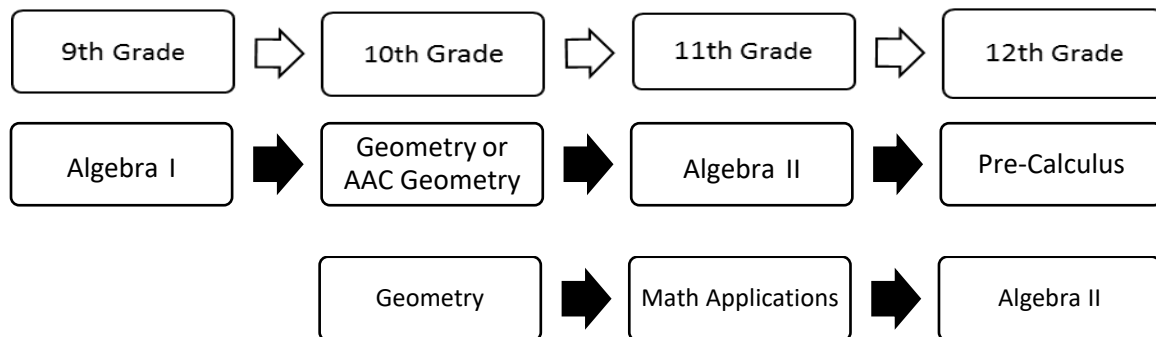 9th Grade
10th Grade
11th Grade
12th Grade
Algebra I
Geometry or
AAC Geometry
Algebra II
Pre-Calculus
Geometry
Math Applications
Algebra II